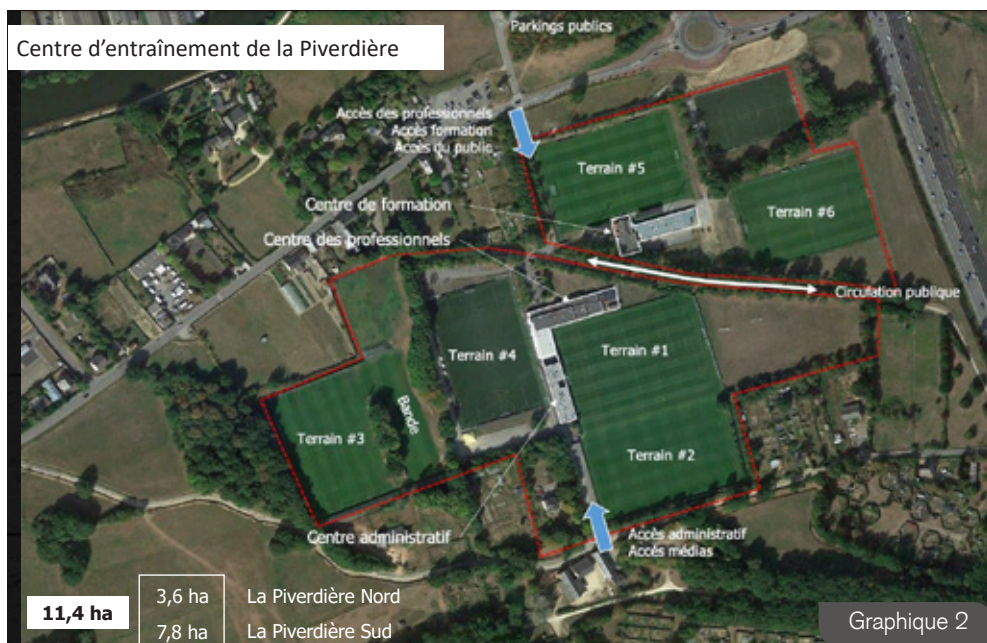 Centre d’entraînement de la Piverdière
Parkings publics
Accès des professionnels
Accès formation
Accès du public
Terrain #5
Centre de formation
Terrain #6
Centre des professionnels
Circulation publique
Terrain #4
Terrain #1
Terrain #3
Bande
Terrain #2
Centre administratif
Accès administratif
Accès médias
11,4 ha
3,6 ha La Piverdière Nord
7,8 ha La Piverdière Sud
Graphique 2